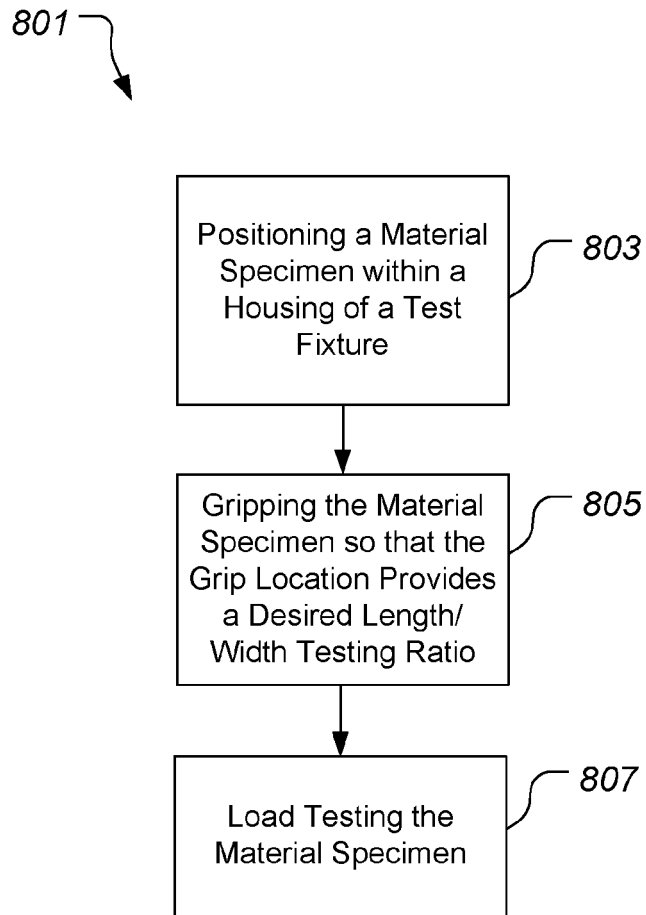 801
Positioning a Material
Specimen within a
Housing of a Test
Fixture
803
Gripping the Material
Specimen so that the
Grip Location Provides
a Desired Length/
Width Testing Ratio
805
Load Testing the
Material Specimen
807